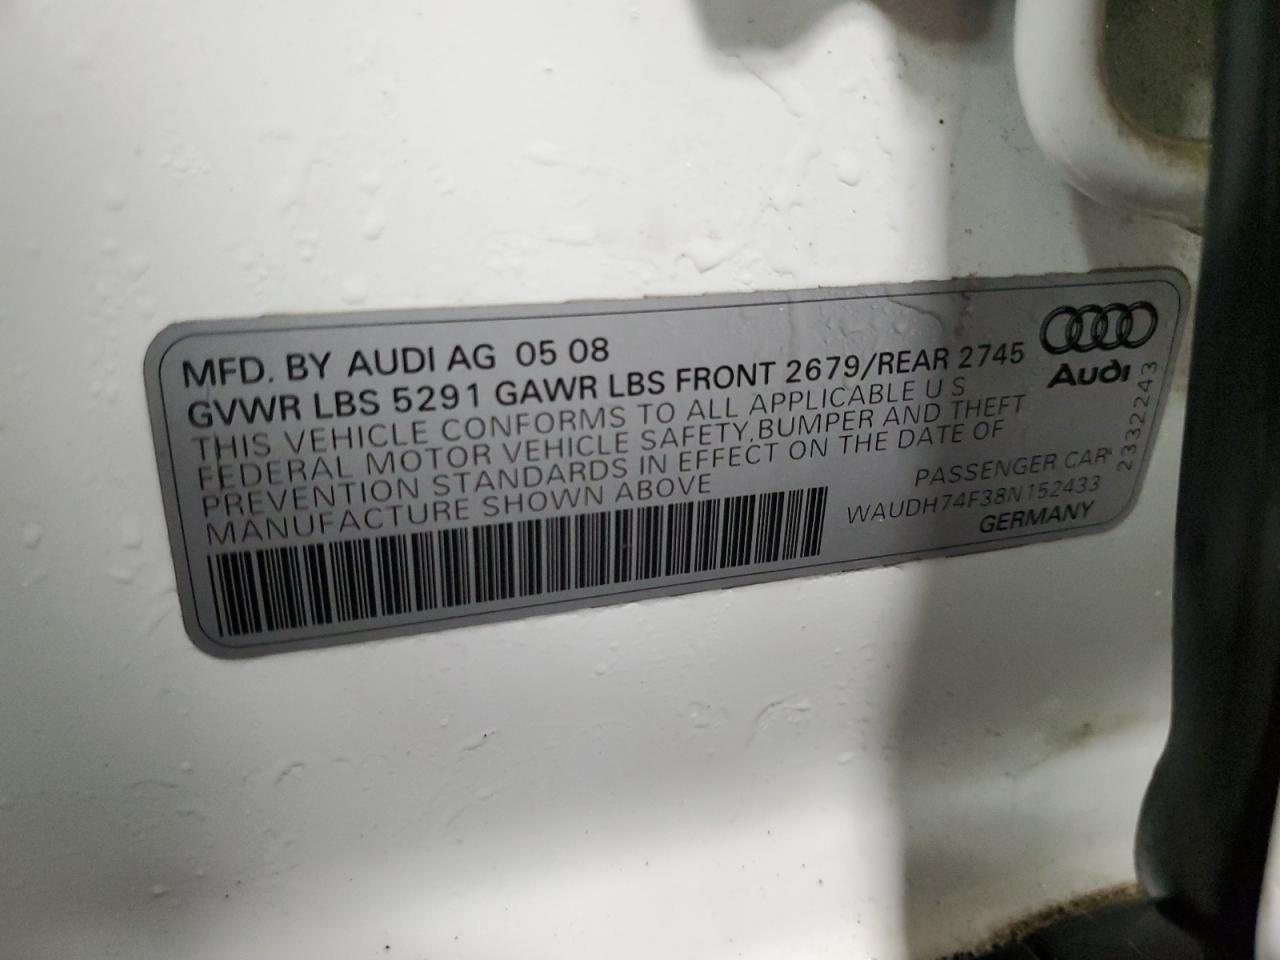 MFD. BY AUDI AG 05 08
GVWR LBS 5291 GAWR LBS FRONT 2679/REAR 2745
THIS VEHICLE CONFORMS TO ALL APPLICABLE U S
FEDERAL MOTOR VEHICLE SAFETY, BUMPER AND THEFT
PREVENTION STANDARDS IN EFFECT ON THE DATE OF
MANUFACTURE SHOWN ABOVE
Audi
PASSENGER CAR
WAUDH74F38N152433
GERMANY
2332243